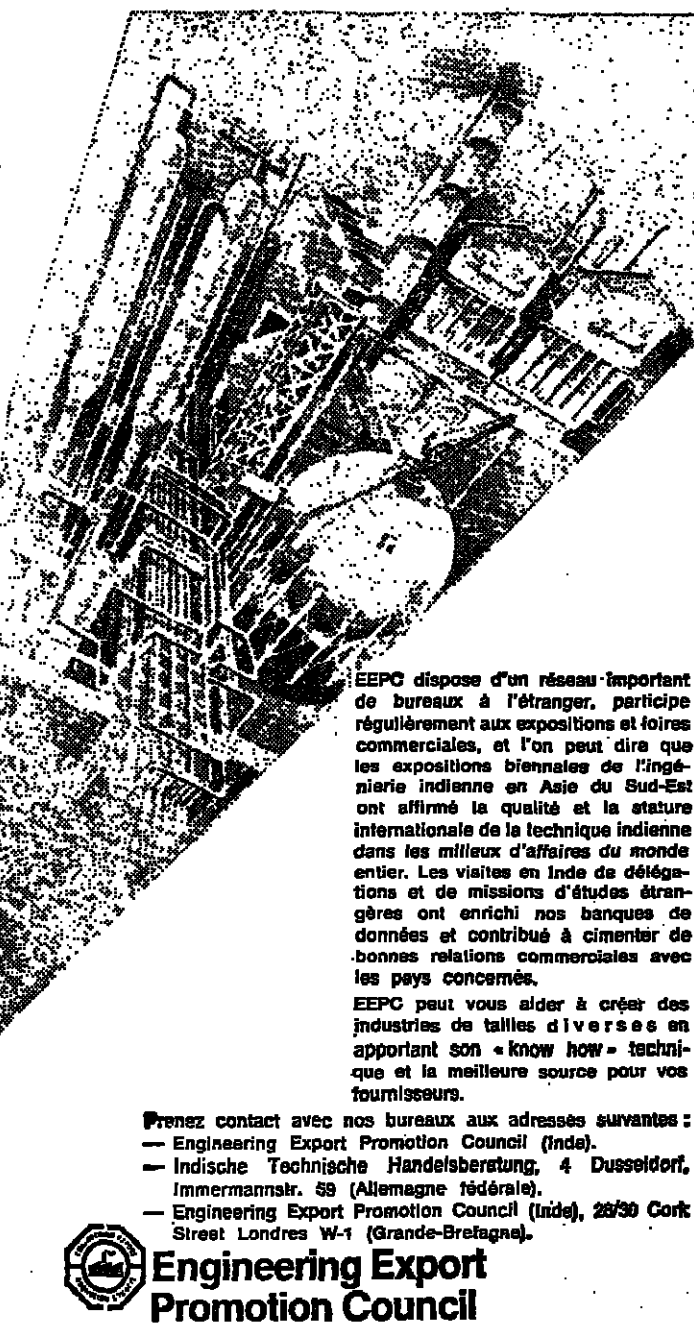 EEPC dispose d'un réseau important
de bureaux à l'étranger, participe
régulièrement aux expositions et foires
commerciales, et l'on peut dire que
les expositions biennales de l'ingé-
nierie indienne en Asie du Sud-Est
ont affirmé la qualité et la stature
internationale de la technique indienne
dans les milieux d'affaires du monde
entier. Les visites en Inde de déléga-
tions et de missions d'études étran-
gères ont enrichi nos banques de
données et contribué à cimenter de
bonnes relations commerciales avec
les pays concernés.
EEPC peut vous aider à créer des
industries de tailles diverses en
apportant son « know how » techni-
que et la meilleure source pour vos
fournisseurs.
Prenez contact avec nos bureaux aux adresses suivantes :
— Engineering Export Promotion Council (Inde).
— Indische Technische Handelsberatung, 4 Dusseldorf,
Immermannstr. 59 (Allemagne fédérale).
— Engineering Export Promotion Council (Inde), 28/30 Cork
Street Londres W-1 (Grande-Bretagne).
Engineering Export
Promotion Council